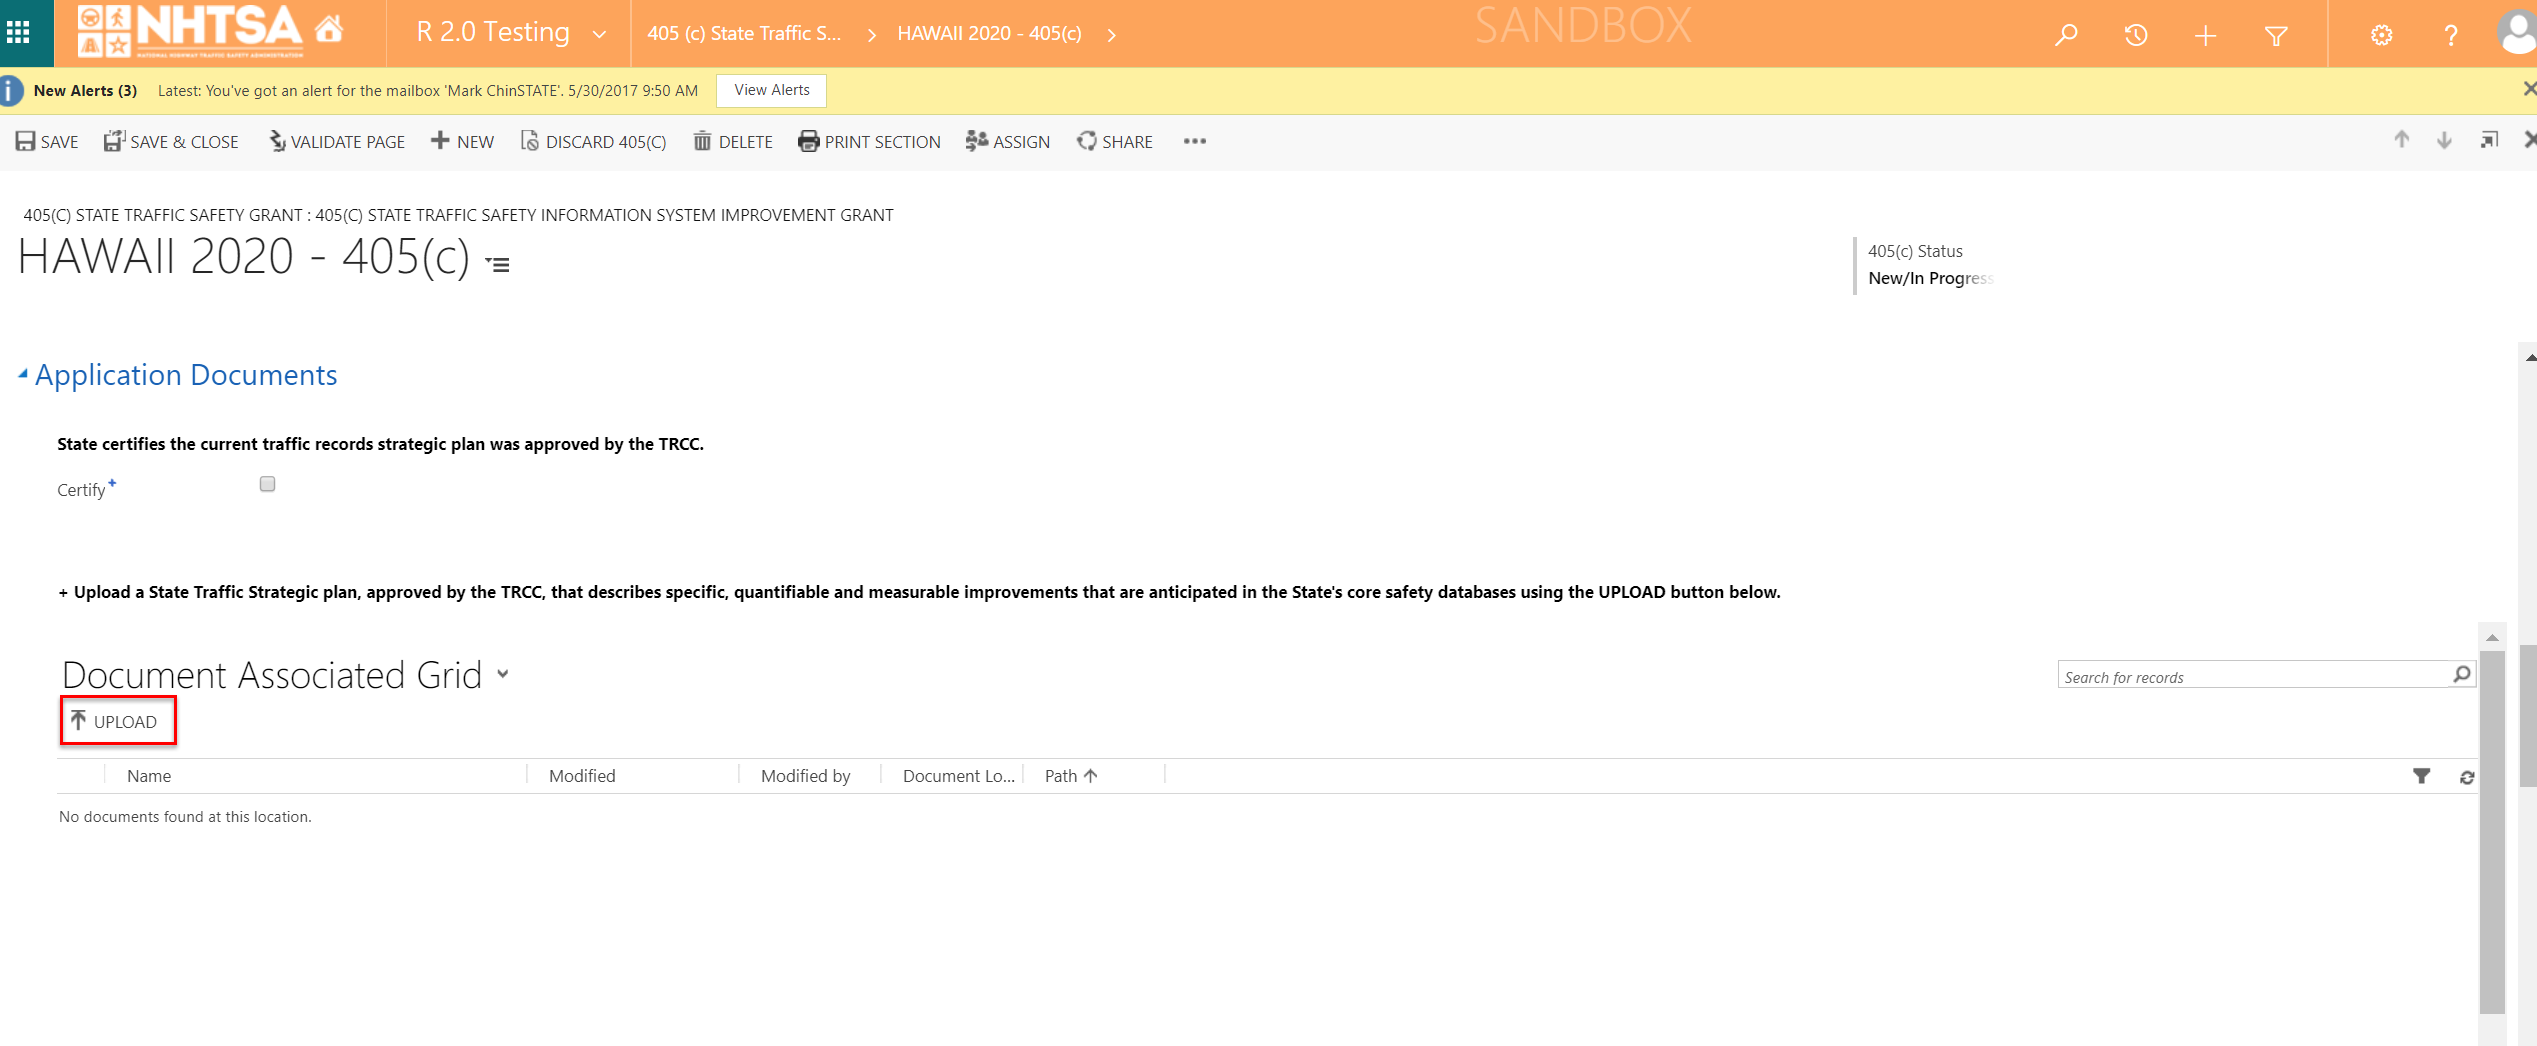 NHTSA
NATIONAL HIGHWAY TRAFFIC SAFETY ADMINISTRATION
R 2.0 Testing
405 (c) State Traffic S...
HAWAII 2020 - 405(c)
SANDBOX
?
New Alerts (3) Latest: You've got an alert for the mailbox 'Mark ChinSTATE'. 5/30/2017 9:50 AM View Alerts
SAVE SAVE & CLOSE VALIDATE PAGE NEW DISCARD 405(C) DELETE PRINT SECTION ASSIGN SHARE •••
405(C) STATE TRAFFIC SAFETY GRANT : 405(C) STATE TRAFFIC SAFETY INFORMATION SYSTEM IMPROVEMENT GRANT
HAWAII 2020 - 405(c)
405(c) Status
New/In Progress
Application Documents
State certifies the current traffic records strategic plan was approved by the TRCC.
Certify +
+ Upload a State Traffic Strategic plan, approved by the TRCC, that describes specific, quantifiable and measurable improvements that are anticipated in the State's core safety databases using the UPLOAD button below.
Document Associated Grid
Search for records
UPLOAD
Name Modified Modified by Document Lo... Path
No documents found at this location.